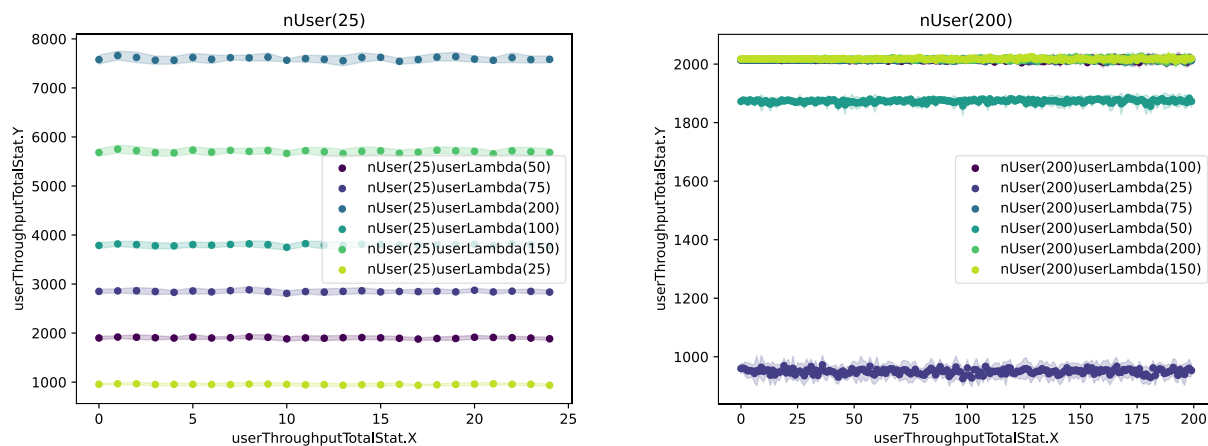 nUser(25)
8000
7000
6000
5000
4000
3000
2000
1000
userThroughputTotalStat.Y
nUser(25)userLambda(50)
nUser(25)userLambda(75)
nUser(25)userLambda(200)
nUser(25)userLambda(100)
nUser(25)userLambda(150)
nUser(25)userLambda(25)
0 5 10 15 20 25
userThroughputTotalStat.X
nUser(200)
2000
1800
1600
1400
1200
1000
userThroughputTotalStat.Y
nUser(200)userLambda(100)
nUser(200)userLambda(25)
nUser(200)userLambda(75)
nUser(200)userLambda(50)
nUser(200)userLambda(200)
nUser(200)userLambda(150)
0 25 50 75 100 125 150 175 200
userThroughputTotalStat.X